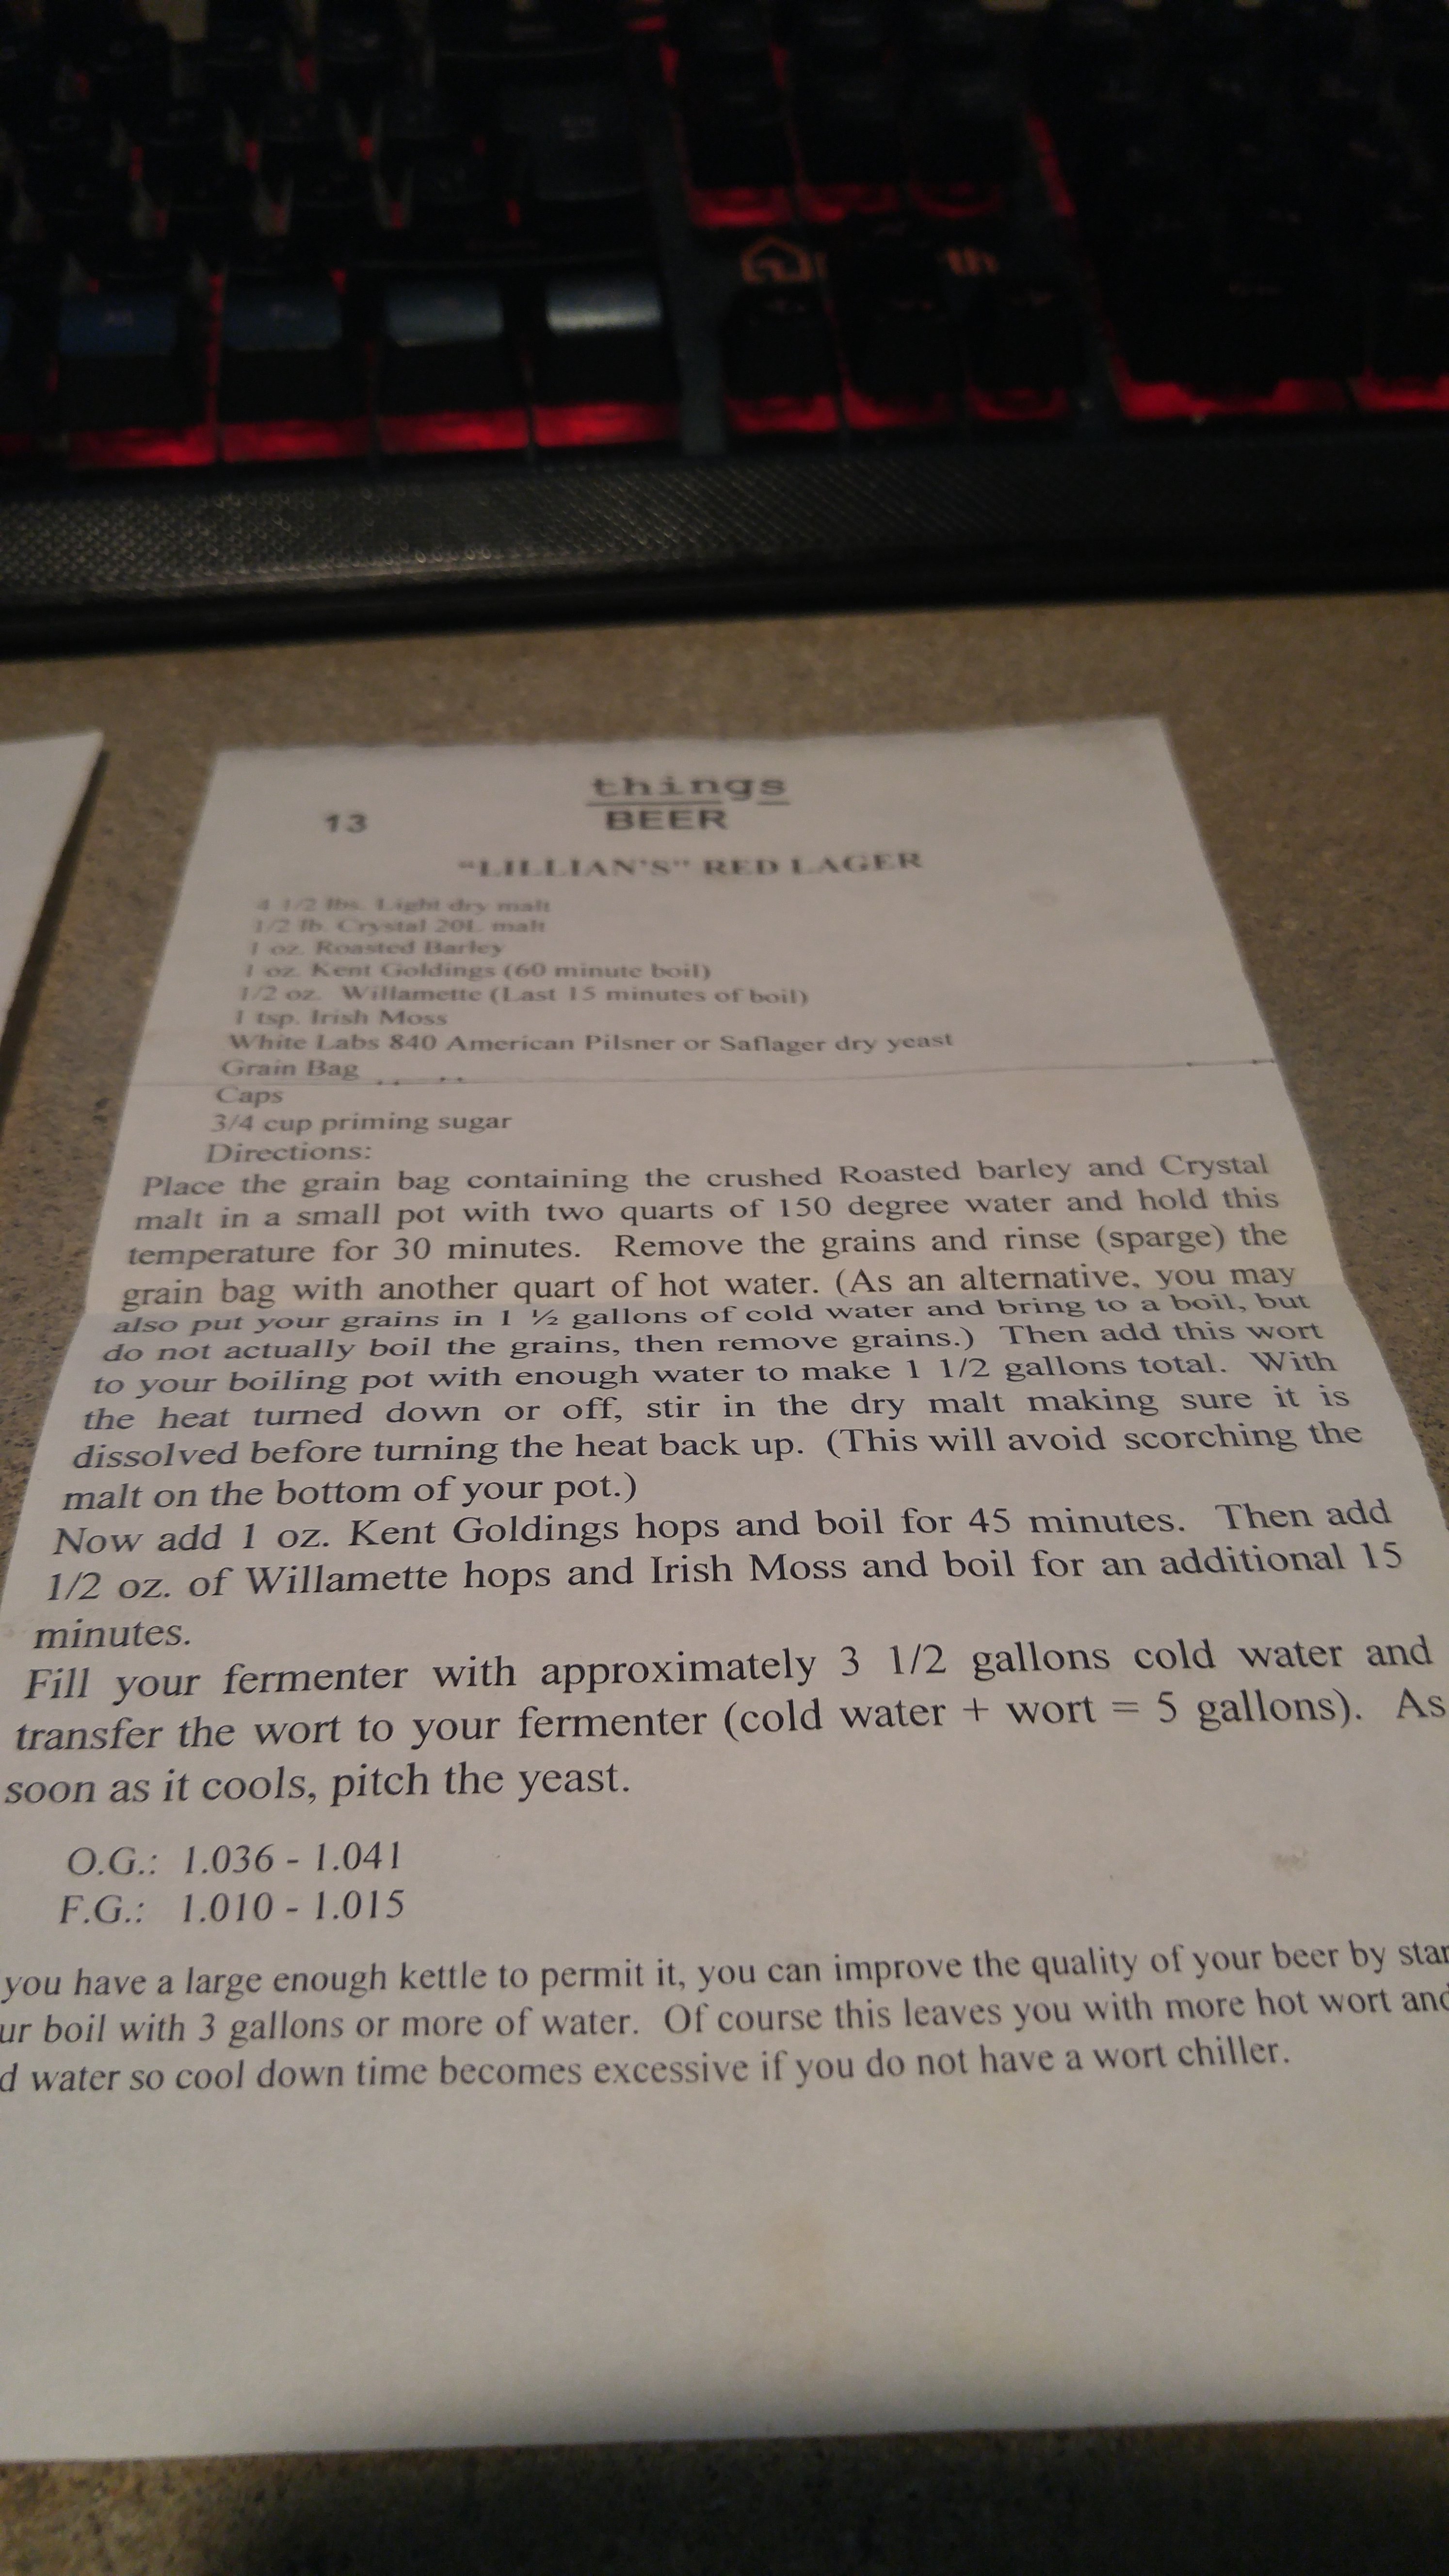 things
13
BEER
"LILLIAN'S" RED LAGER
4 1/2 lbs. Light dry malt
1/2 lb. Crystal 20L malt
1 oz. Roasted Barley
1 oz. Kent Goldings (60 minute boil)
1/2 oz. Willamette (Last 15 minutes of boil)
1 tsp. Irish Moss
White Labs 840 American Pilsner or Saflager dry yeast
Grain Bag
Caps
3/4 cup priming sugar
Directions:
Place the grain bag containing the crushed Roasted barley and Crystal
malt in a small pot with two quarts of 150 degree water and hold this
temperature for 30 minutes. Remove the grains and rinse (sparge) the
grain bag with another quart of hot water. (As an alternative, you may
also put your grains in 1 ½ gallons of cold water and bring to a boil, but
do not actually boil the grains, then remove grains.) Then add this wort
to your boiling pot with enough water to make 1 1/2 gallons total. With
the heat turned down or off, stir in the dry malt making sure it is
dissolved before turning the heat back up. (This will avoid scorching the
malt on the bottom of your pot.)
Now add 1 oz. Kent Goldings hops and boil for 45 minutes. Then add
1/2 oz. of Willamette hops and Irish Moss and boil for an additional 15
minutes.
Fill your fermenter with approximately 3 1/2 gallons cold water and
transfer the wort to your fermenter (cold water + wort = 5 gallons). As
soon as it cools, pitch the yeast.
O.G.: 1.036 - 1.041
F.G.: 1.010 - 1.015
you have a large enough kettle to permit it, you can improve the quality of your beer by star
ur boil with 3 gallons or more of water. Of course this leaves you with more hot wort and
d water so cool down time becomes excessive if you do not have a wort chiller.